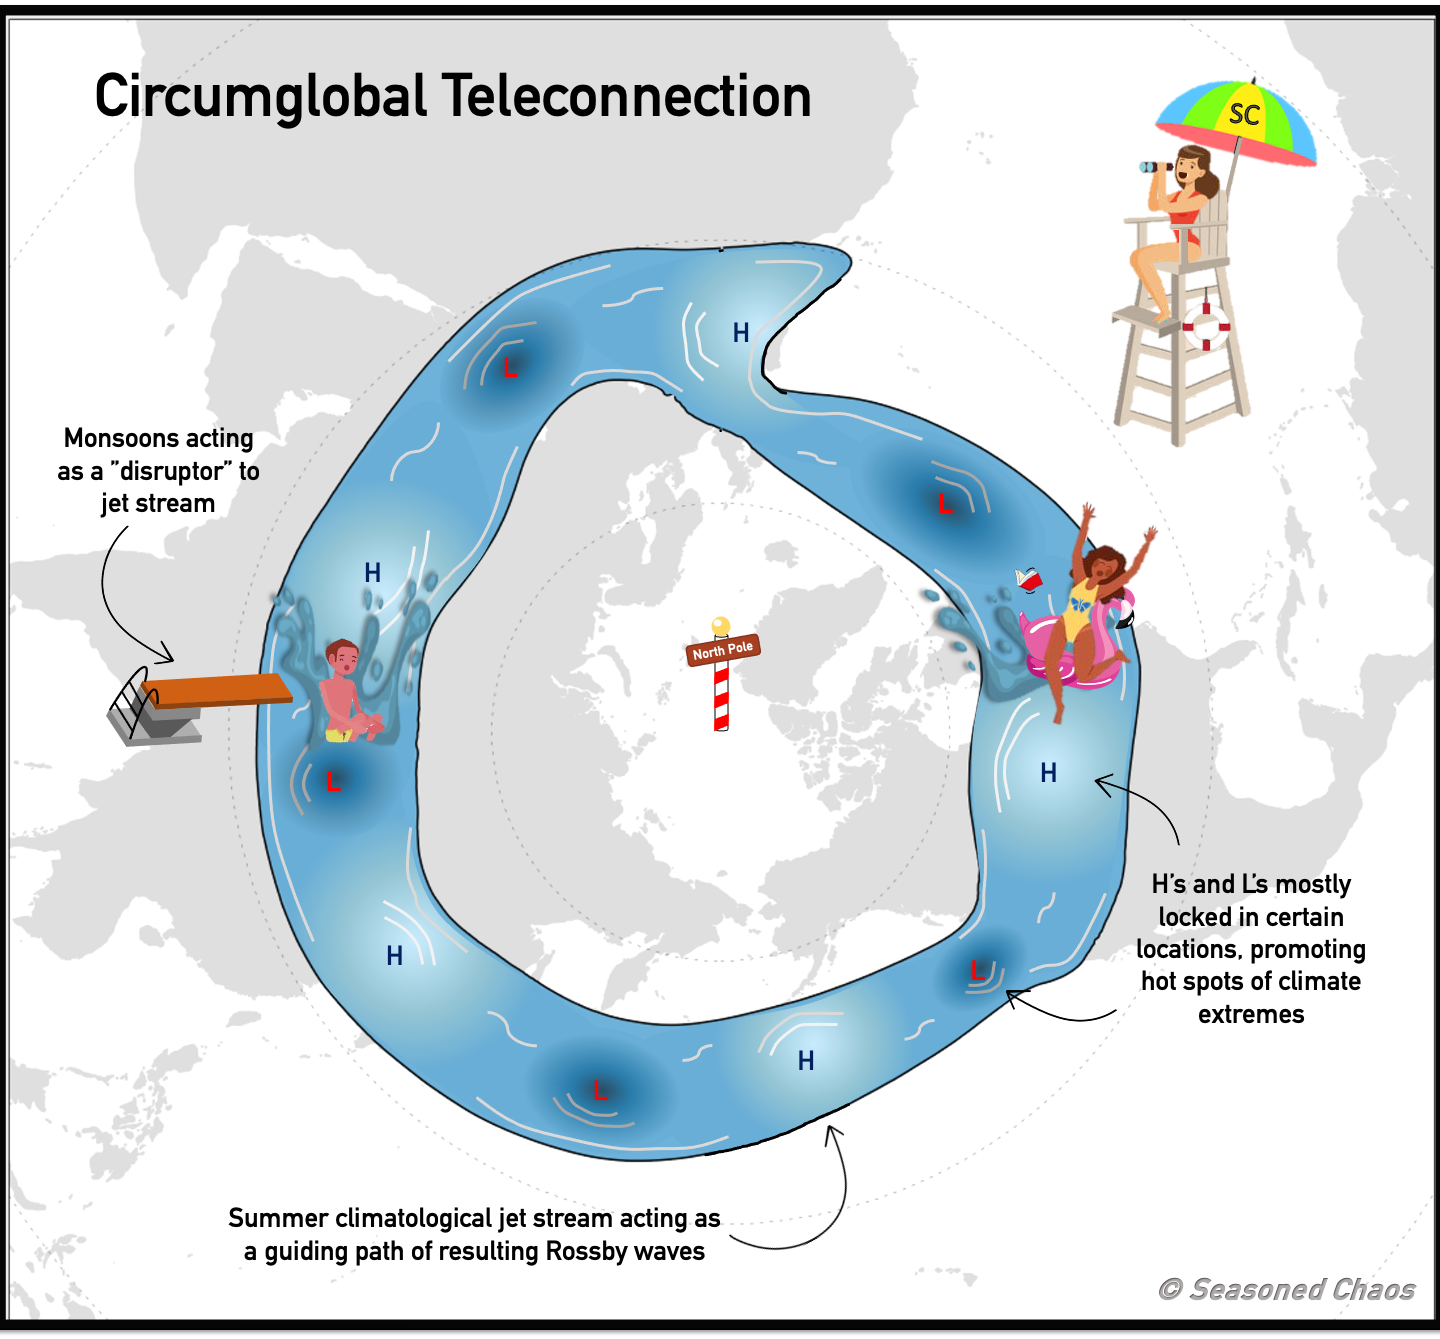 Circumglobal Teleconnection
SC
H
L
Monsoons acting
as a ”disruptor” to
jet stream
L
H
North Pole
L
H
H
H’s and L’s mostly
locked in certain
locations, promoting
hot spots of climate
extremes
L
H
L
Summer climatological jet stream acting as
a guiding path of resulting Rossby waves
© Seasoned Chaos